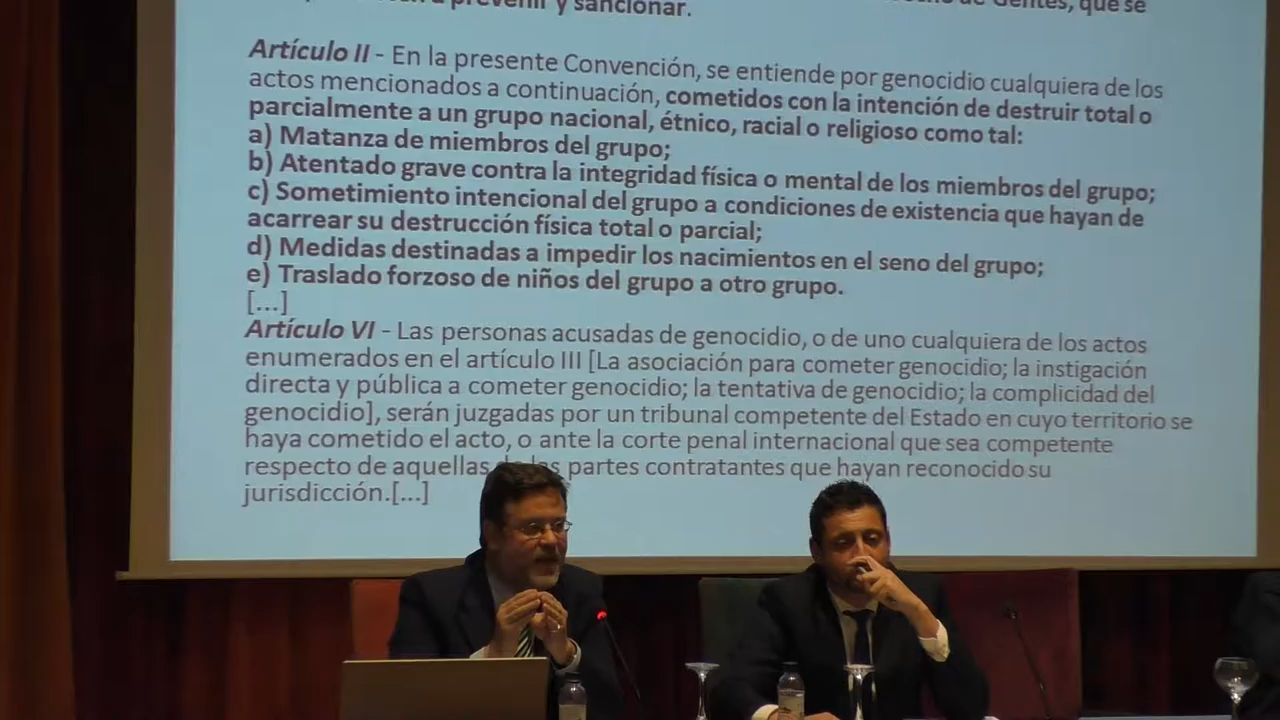 prevenir y sancionar.
de Gentes, que se
Artículo II - En la presente Convención, se entiende por genocidio cualquiera de los
actos mencionados a continuación, cometidos con la intención de destruir total o
parcialmente a un grupo nacional, étnico, racial o religioso como tal:
a) Matanza de miembros del grupo;
b) Atentado grave contra la integridad física o mental de los miembros del grupo;
c) Sometimiento intencional del grupo a condiciones de existencia que hayan de
acarrear su destrucción física total o parcial;
d) Medidas destinadas a impedir los nacimientos en el seno del grupo;
e) Traslado forzoso de niños del grupo a otro grupo.
[...]
Artículo VI - Las personas acusadas de genocidio, o de uno cualquiera de los actos
enumerados en el artículo III [La asociación para cometer genocidio; la instigación
directa y pública a cometer genocidio; la tentativa de genocidio; la complicidad del
genocidio], serán juzgadas por un tribunal competente del Estado en cuyo territorio se
haya cometido el acto, o ante la corte penal internacional que sea competente
respecto de aquellas de las partes contratantes que hayan reconocido su
jurisdicción.[...]